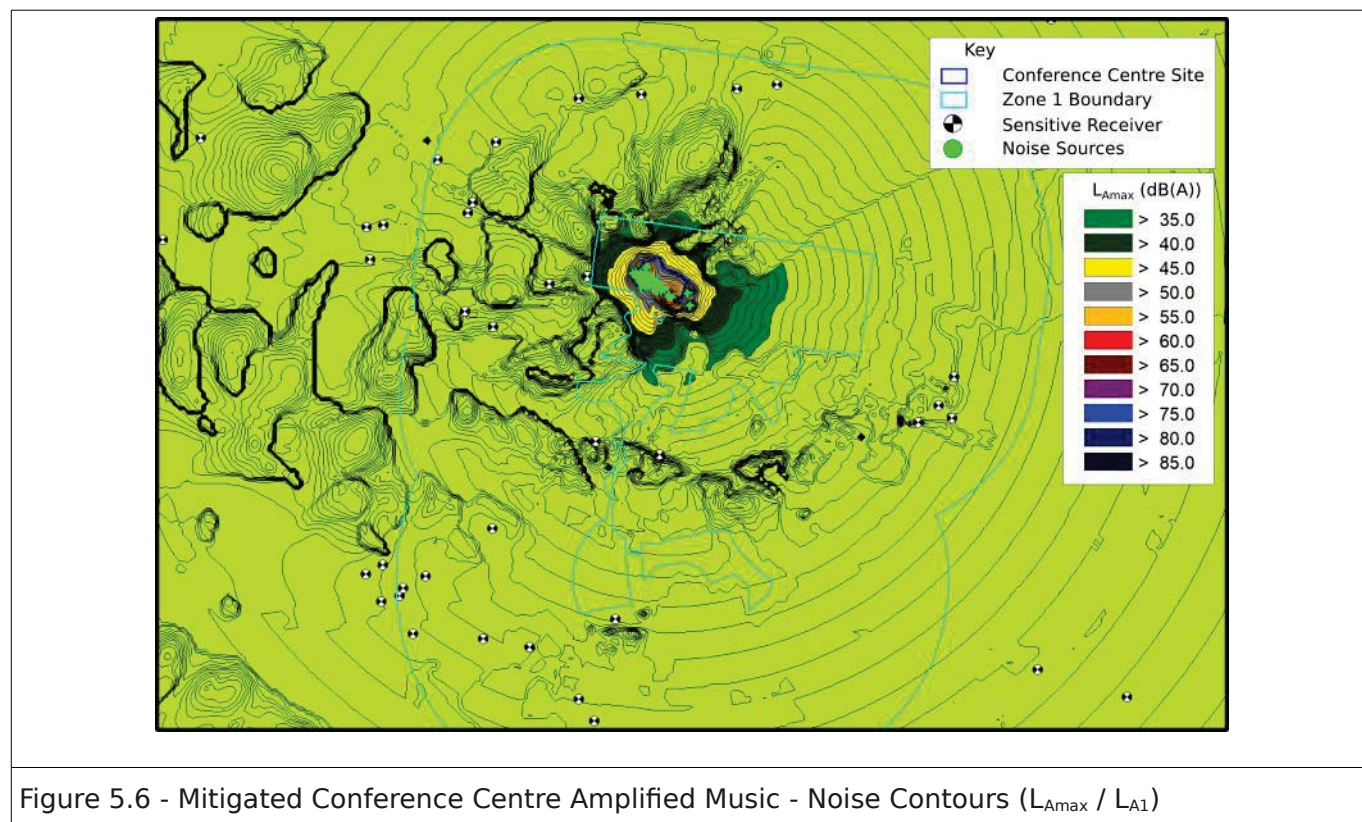 Key
Conference Centre Site
Zone 1 Boundary
Sensitive Receiver
Noise Sources
LAmax (dB(A))
> 35.0
> 40.0
> 45.0
> 50.0
> 55.0
> 60.0
> 65.0
> 70.0
> 75.0
> 80.0
> 85.0
Figure 5.6 - Mitigated Conference Centre Amplified Music - Noise Contours (LAmax / LA1)